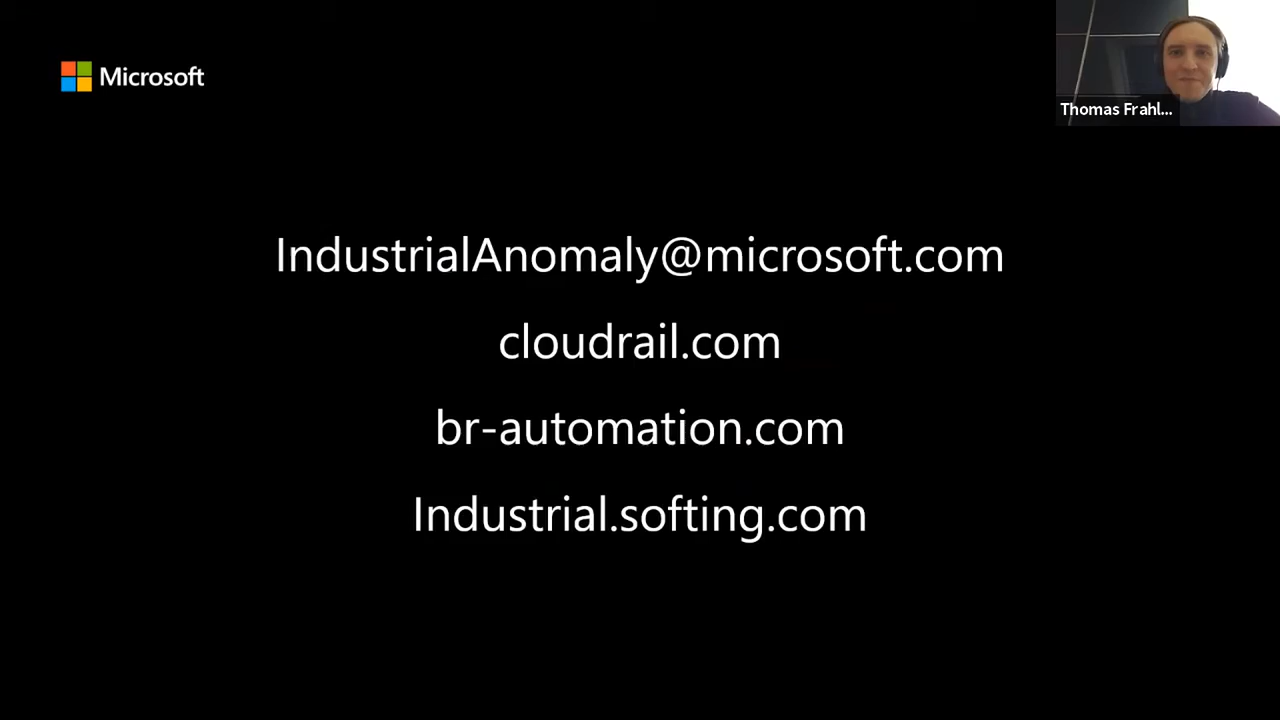 Microsoft
Thomas Frahl...
IndustrialAnomaly@microsoft.com
cloudrail.com
br-automation.com
Industrial.softing.com